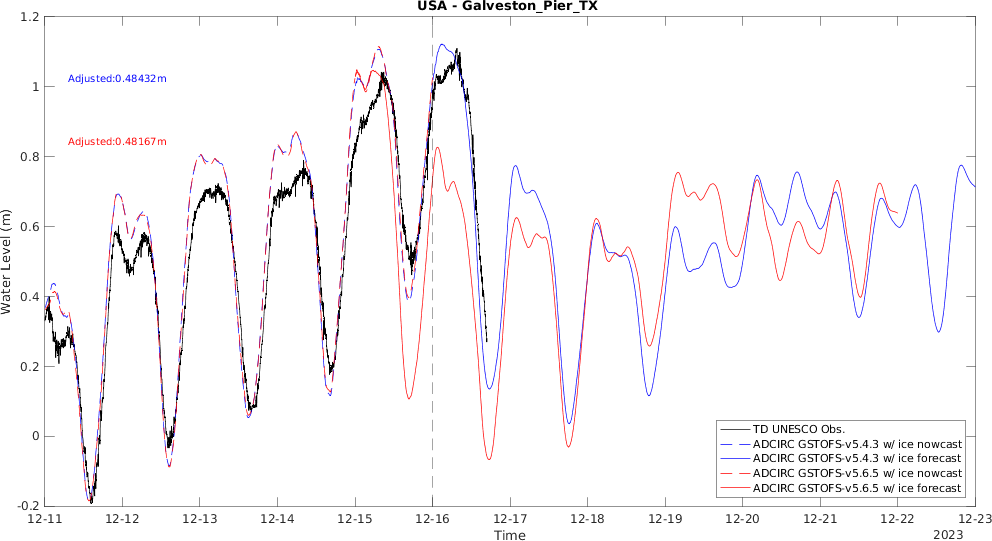 USA - Galveston_Pier_TX
1.2
1
0.8
0.6
0.4
0.2
0
-0.2
Water Level (m)
Adjusted:0.48432m
Adjusted:0.48167m
TD UNESCO Obs.
ADCIRC GSTOFS-v5.4.3 w/ ice nowcast
ADCIRC GSTOFS-v5.4.3 w/ ice forecast
ADCIRC GSTOFS-v5.6.5 w/ ice nowcast
ADCIRC GSTOFS-v5.6.5 w/ ice forecast
12-11 12-12 12-13 12-14 12-15 12-16 12-17 12-18 12-19 12-20 12-21 12-22 12-23
Time
2023